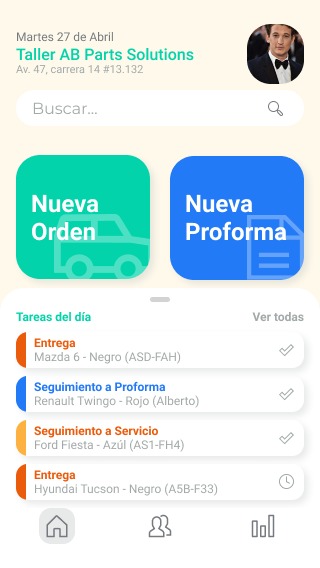 Martes 27 de Abril
Taller AB Parts Solutions
Av. 47, carrera 14 #13.132
Buscar...
Nueva
Orden
Nueva
Proforma
Tareas del día
Ver todas
Entrega
Mazda 6 - Negro (ASD-FAH)
Seguimiento a Proforma
Renault Twingo - Rojo (Alberto)
Seguimiento a Servicio
Ford Fiesta - Azúl (AS1-FH4)
Entrega
Hyundai Tucson - Negro (A5B-F33)